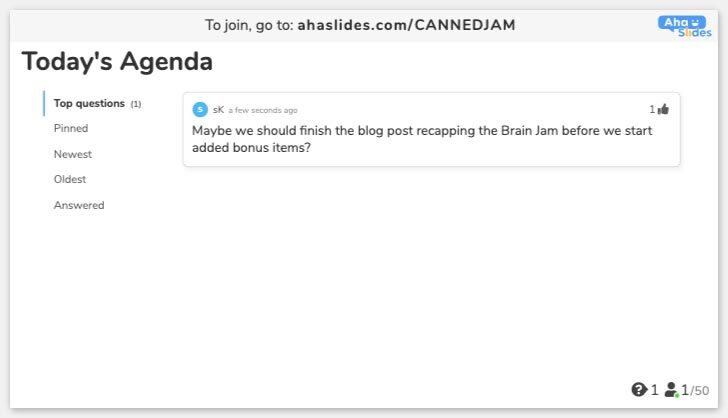 To join, go to: ahaslides.com/CANNEDJAM
Aha
Slides
Today's Agenda
Top questions (1)
Pinned
Newest
Oldest
Answered
S sK a few seconds ago 1
Maybe we should finish the blog post recapping the Brain Jam before we start
added bonus items?
? 1 1/50